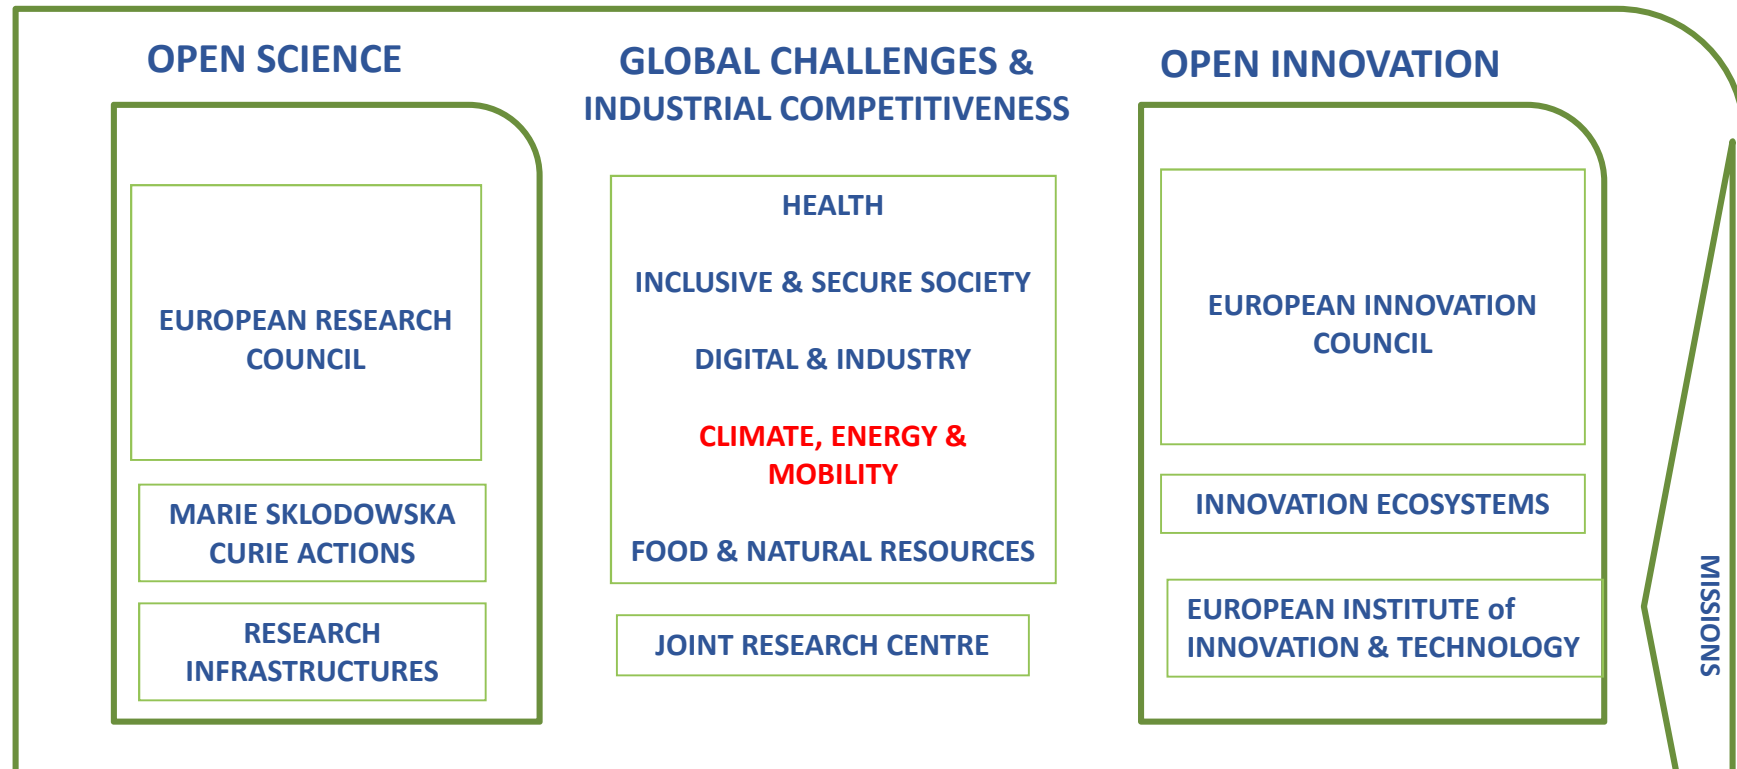 OPEN SCIENCE
EUROPEAN RESEARCH
COUNCIL
MARIE SKLODOWSKA
CURIE ACTIONS
RESEARCH
INFRASTRUCTURES
GLOBAL CHALLENGES &
INDUSTRIAL COMPETITIVENESS
HEALTH
INCLUSIVE & SECURE SOCIETY
DIGITAL & INDUSTRY
CLIMATE, ENERGY &
MOBILITY
FOOD & NATURAL RESOURCES
JOINT RESEARCH CENTRE
OPEN INNOVATION
EUROPEAN INNOVATION
COUNCIL
INNOVATION ECOSYSTEMS
EUROPEAN INSTITUTE of
INNOVATION & TECHNOLOGY
MISSIONS